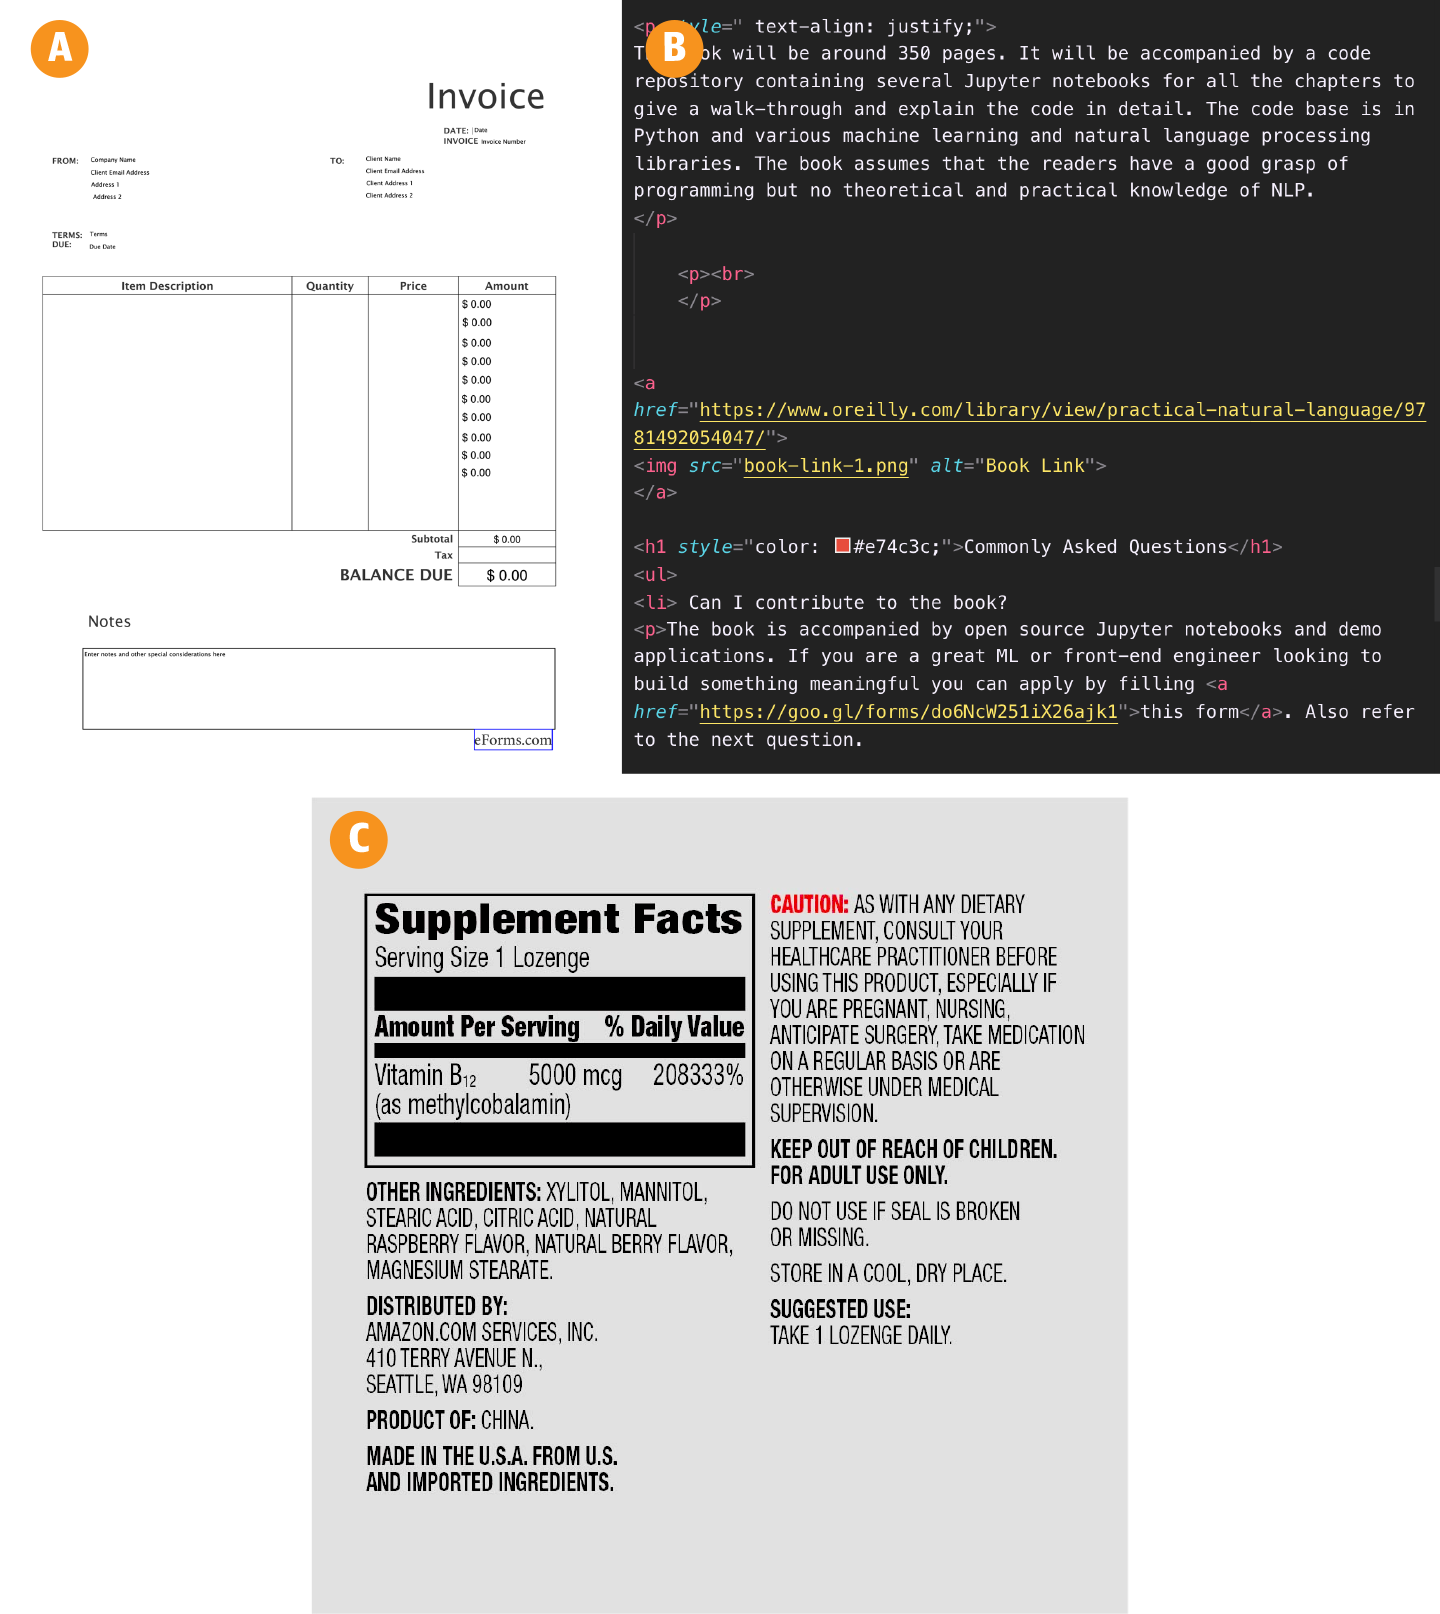 A
Invoice
DATE: Date
INVOICE Invoice Number
FROM: Company Name
Client Email Address
Address 1
Address 2
TO: Client Name
Client Email Address
Client Address 1
Client Address 2
TERMS: Terms
DUE: Due Date
Item Description Quantity Price Amount
$ 0.00
$ 0.00
$ 0.00
$ 0.00
$ 0.00
$ 0.00
$ 0.00
$ 0.00
$ 0.00
$ 0.00
Subtotal $ 0.00
Tax
BALANCE DUE $ 0.00
Notes
Enter notes and other special considerations here
eForms.com
B
<p style=" text-align: justify;">
ok will be around 350 pages. It will be accompanied by a code
repository containing several Jupyter notebooks for all the chapters to
give a walk-through and explain the code in detail. The code base is in
Python and various machine learning and natural language processing
libraries. The book assumes that the readers have a good grasp of
programming but no theoretical and practical knowledge of NLP.
</p>
<p><br>
</p>
<a
href="https://www.oreilly.com/library/view/practical-natural-language/97
81492054047/">
<img src="book-link-1.png" alt="Book Link">
</a>
<h1 style="color: #e74c3c;">Commonly Asked Questions</h1>
<ul>
<li> Can I contribute to the book?
<p>The book is accompanied by open source Jupyter notebooks and demo
applications. If you are a great ML or front-end engineer looking to
build something meaningful you can apply by filling <a
href="https://goo.gl/forms/do6NcW251iX26ajk1">this form</a>. Also refer
to the next question.
C
Supplement Facts
Serving Size 1 Lozenge
Amount Per Serving % Daily Value
Vitamin B12 5000 mcg 208333%
(as methylcobalamin)
OTHER INGREDIENTS: XYLITOL, MANNITOL,
STEARIC ACID, CITRIC ACID, NATURAL
RASPBERRY FLAVOR, NATURAL BERRY FLAVOR,
MAGNESIUM STEARATE.
DISTRIBUTED BY:
AMAZON.COM SERVICES, INC.
410 TERRY AVENUE N.,
SEATTLE, WA 98109
PRODUCT OF: CHINA.
MADE IN THE U.S.A. FROM U.S.
AND IMPORTED INGREDIENTS.
CAUTION: AS WITH ANY DIETARY
SUPPLEMENT, CONSULT YOUR
HEALTHCARE PRACTITIONER BEFORE
USING THIS PRODUCT, ESPECIALLY IF
YOU ARE PREGNANT, NURSING,
ANTICIPATE SURGERY, TAKE MEDICATION
ON A REGULAR BASIS OR ARE
OTHERWISE UNDER MEDICAL
SUPERVISION.
KEEP OUT OF REACH OF CHILDREN.
FOR ADULT USE ONLY.
DO NOT USE IF SEAL IS BROKEN
OR MISSING.
STORE IN A COOL, DRY PLACE.
SUGGESTED USE:
TAKE 1 LOZENGE DAILY.